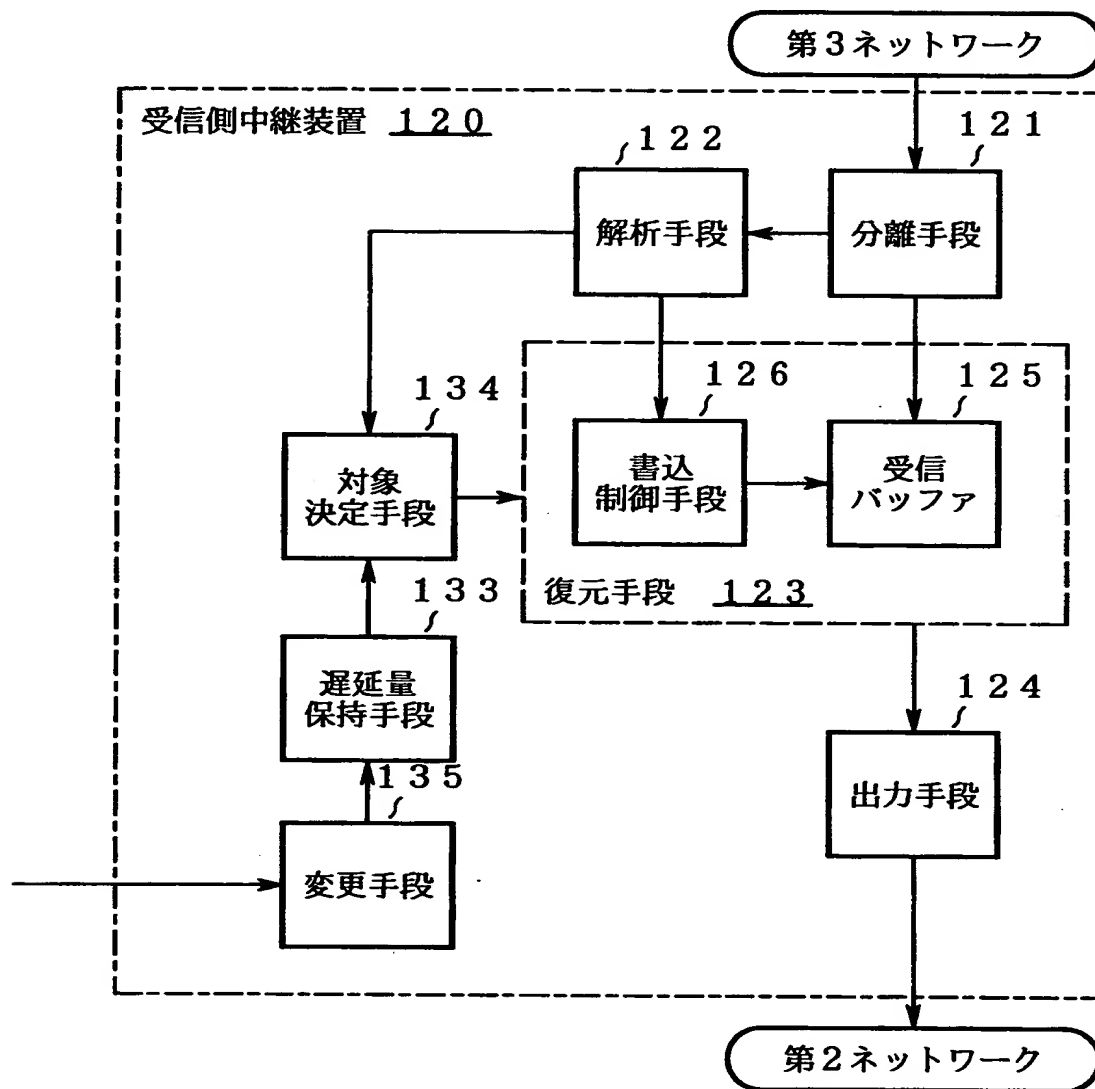 第3ネットワーク
受信側中継装置 120
122
121
解析手段
分離手段
134
126
125
対象
決定手段
書込
制御手段
受信
バッファ
133
復元手段 123
遅延量
保持手段
124
135
出力手段
変更手段
第2ネットワーク